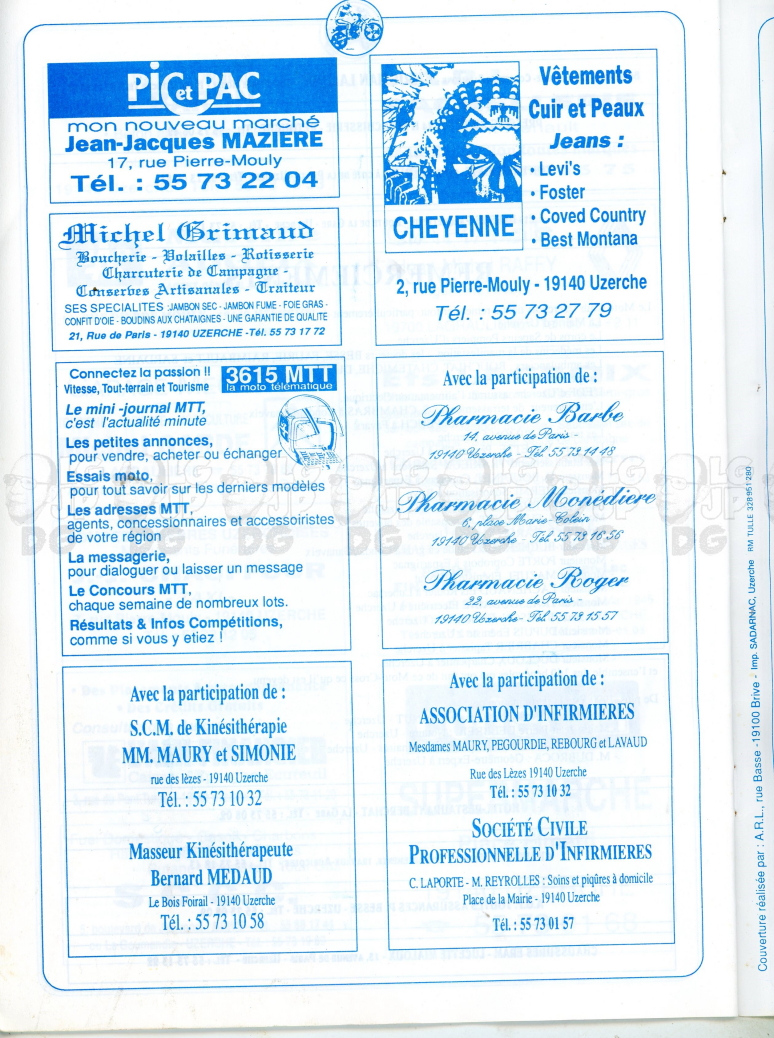 PIC et PAC
mon nouveau marché
Jean-Jacques MAZIERE
17, rue Pierre-Mouly
Tél. : 55 73 22 04
Michel Grimaud
Boucherie - Volailles - Rotisserie
Charcuterie de Campagne -
Conserves Artisanales - Traiteur
SES SPECIALITES :JAMBON SEC - JAMBON FUME - FOIE GRAS -
CONFIT D'OIE - BOUDINS AUX CHATAIGNES - UNE GARANTIE DE QUALITE
21, Rue de Paris - 19140 UZERCHE -Tél. 55 73 17 72
Connectez la passion !!
Vitesse, Tout-terrain et Tourisme
3615 MTT
la moto télématique
Le mini -journal MTT,
c'est l'actualité minute
Les petites annonces,
pour vendre, acheter ou échanger
Essais moto,
pour tout savoir sur les derniers modèles
Les adresses MTT,
agents, concessionnaires et accessoiristes
de votre région
La messagerie,
pour dialoguer ou laisser un message
Le Concours MTT,
chaque semaine de nombreux lots.
Résultats & Infos Compétitions,
comme si vous y etiez !
Avec la participation de :
S.C.M. de Kinésithérapie
MM. MAURY et SIMONIE
rue des lèzes - 19140 Uzerche
Tél. : 55 73 10 32
Masseur Kinésithérapeute
Bernard MEDAUD
Le Bois Foirail - 19140 Uzerche
Tél. : 55 73 10 58
CHEYENNE
Vêtements
Cuir et Peaux
Jeans :
• Levi's
• Foster
• Coved Country
• Best Montana
2, rue Pierre-Mouly - 19140 Uzerche
Tél. : 55 73 27 79
Avec la participation de :
Pharmacie Barbe
14, avenue de Paris -
19140 Uzerche - Tél 55 73 14 48
Pharmacie Monédiere
6, place Marie-Colein
19140 Uzerche - Tél 55 73 16 56
Pharmacie Roger
22, avenue de Paris -
19140 Uzerche - Tél 55 73 15 57
Avec la participation de :
ASSOCIATION D'INFIRMIERES
Mesdames MAURY, PEGOURDIE, REBOURG et LAVAUD
Rue des Lèzes 19140 Uzerche
Tél. : 55 73 10 32
SOCIÉTÉ CIVILE
PROFESSIONNELLE D'INFIRMIERES
C. LAPORTE - M. REYROLLES : Soins et piqûres à domicile
Place de la Mairie - 19140 Uzerche
Tél. : 55 73 01 57
Couverture réalisée par : A.R.L., rue Basse -19100 Brive - Imp. SADARNAC, Uzerche RM TULLE 328 951 280